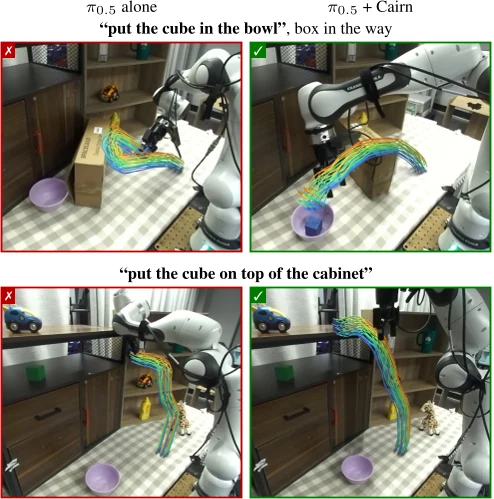 π₀.₅ alone
π₀.₅ + Cairn
“put the cube in the bowl”, box in the way
✗
✓
“put the cube on top of the cabinet”
✗
✓